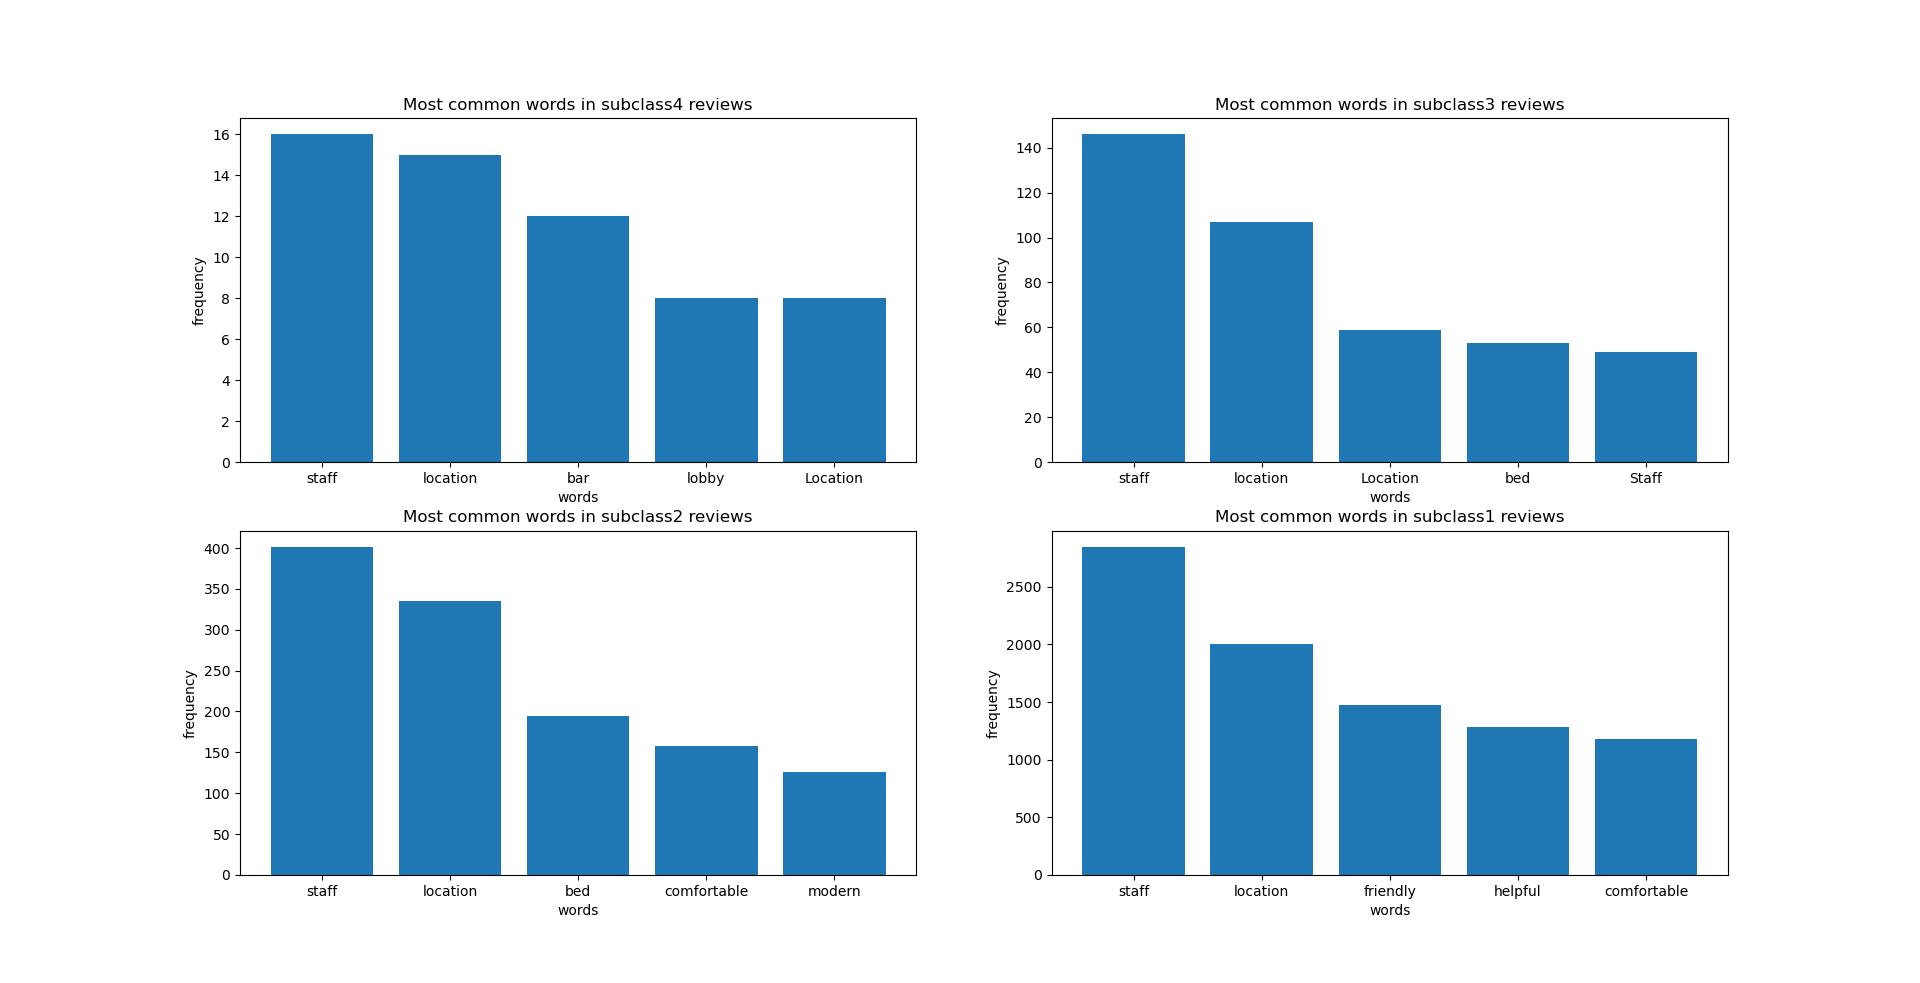 Most common words in subclass4 reviews
16
14
12
10
8
6
4
2
0
frequency
staff location bar lobby Location
words
Most common words in subclass3 reviews
140
120
100
80
60
40
20
0
frequency
staff location Location bed Staff
words
Most common words in subclass2 reviews
400
350
300
250
200
150
100
50
0
frequency
staff location bed comfortable modern
words
Most common words in subclass1 reviews
2500
2000
1500
1000
500
0
frequency
staff location friendly helpful comfortable
words